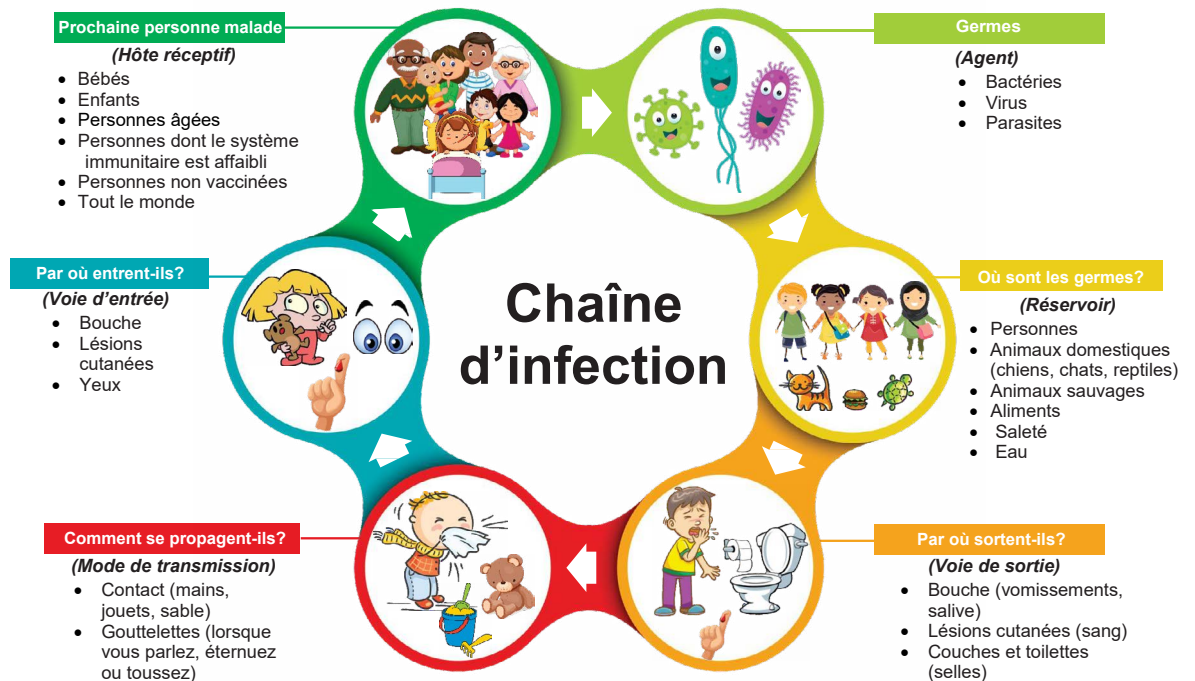 Chaîne
d’infection
Germes
(Agent)
• Bactéries
• Virus
• Parasites
Où sont les germes?
(Réservoir)
• Personnes
• Animaux domestiques
(chiens, chats, reptiles)
• Animaux sauvages
• Aliments
• Saleté
• Eau
Par où sortent-ils?
(Voie de sortie)
• Bouche (vomissements,
salive)
• Lésions cutanées (sang)
• Couches et toilettes
(selles)
Comment se propagent-ils?
(Mode de transmission)
• Contact (mains,
jouets, sable)
• Gouttelettes (lorsque
vous parlez, éternuez
ou toussez)
Par où entrent-ils?
(Voie d’entrée)
• Bouche
• Lésions
cutanées
• Yeux
Prochaine personne malade
(Hôte réceptif)
• Bébés
• Enfants
• Personnes âgées
• Personnes dont le système
immunitaire est affaibli
• Personnes non vaccinées
• Tout le monde